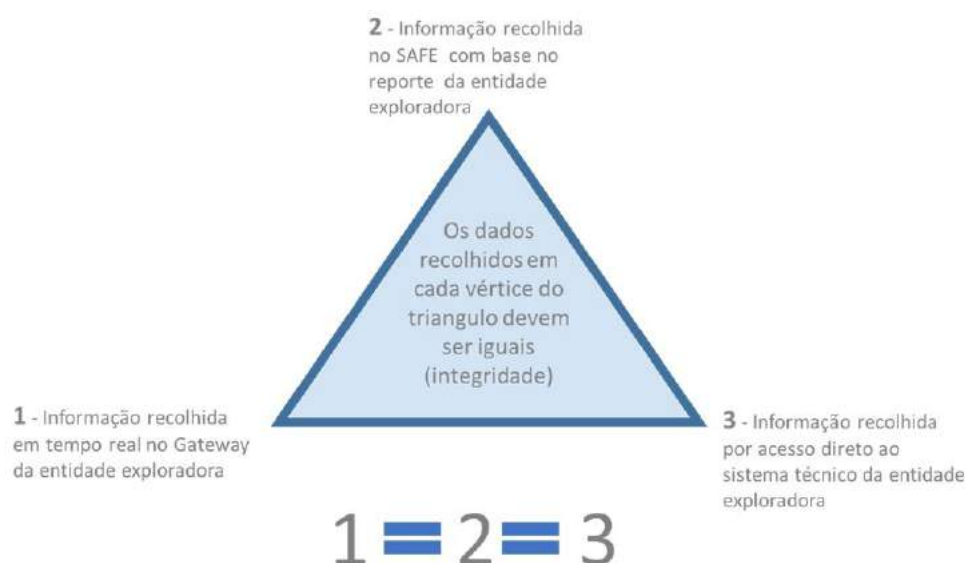 2 - Informação recolhida
no SAFE com base no
reporte da entidade
exploradora
Os dados
recolhidos em
cada vértice do
triangulo devem
ser iguais
(integridade)
1 - Informação recolhida
em tempo real no Gateway
da entidade exploradora
3 - Informação recolhida
por acesso direto ao
sistema técnico da entidade
exploradora
1 = 2 = 3